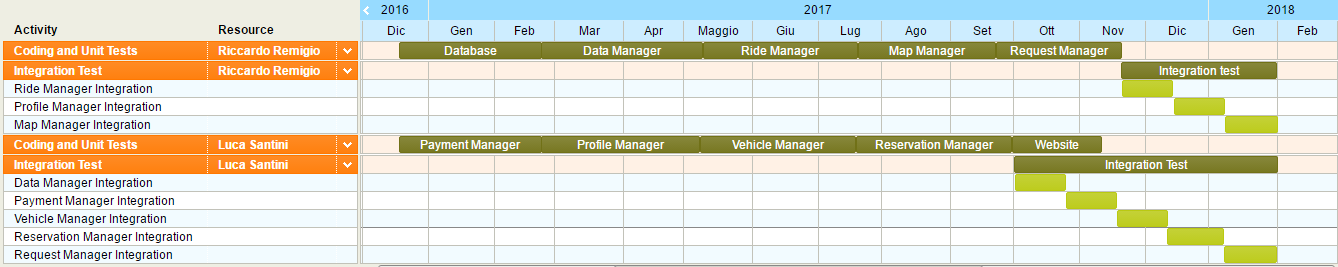 2016 2017 2018
Activity Resource Dic Gen Feb Mar Apr Maggio Giu Lug Ago Set Ott Nov Dic Gen Feb
Coding and Unit Tests Riccardo Remigio Database Data Manager Ride Manager Map Manager Request Manager
Integration Test Riccardo Remigio Integration test
Ride Manager Integration
Profile Manager Integration
Map Manager Integration
Coding and Unit Tests Luca Santini Payment Manager Profile Manager Vehicle Manager Reservation Manager Website
Integration Test Luca Santini Integration Test
Data Manager Integration
Payment Manager Integration
Vehicle Manager Integration
Reservation Manager Integration
Request Manager Integration